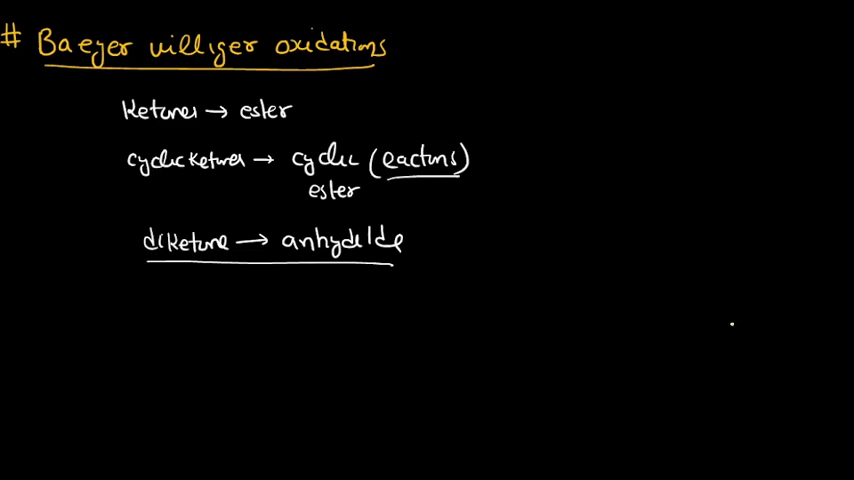 # Baeyer villiger oxidations
Ketones → ester
cyclic ketones → cyclic (Lactons)
ester
diketone → anhydride